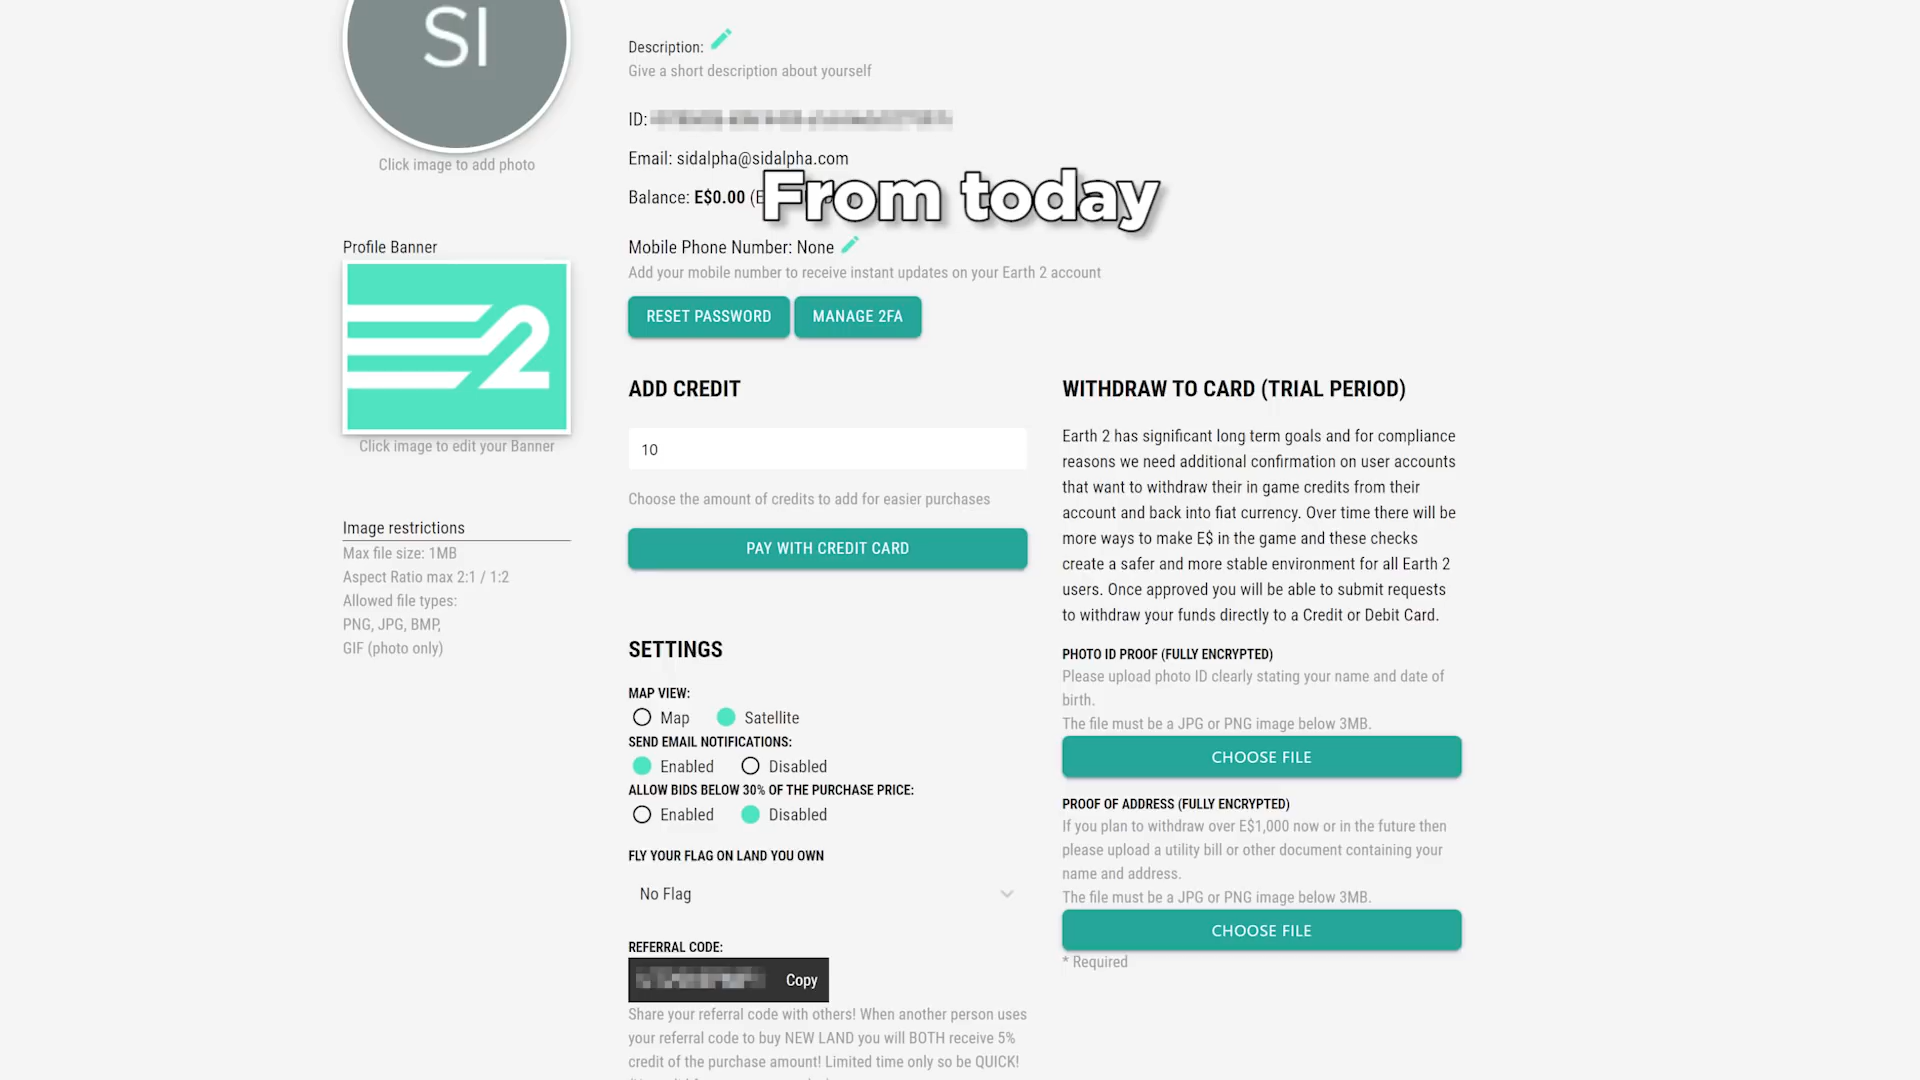 SI
Click image to add photo
Description:
Give a short description about yourself
ID:
Email: sidalpha@sidalpha.com
Balance: E$0.00 (E
From today
Mobile Phone Number: None
Add your mobile number to receive instant updates on your Earth 2 account
RESET PASSWORD
MANAGE 2FA
Profile Banner
E2
Click image to edit your Banner
Image restrictions
Max file size: 1MB
Aspect Ratio max 2:1 / 1:2
Allowed file types:
PNG, JPG, BMP,
GIF (photo only)
ADD CREDIT
10
Choose the amount of credits to add for easier purchases
PAY WITH CREDIT CARD
SETTINGS
MAP VIEW:
Map Satellite
SEND EMAIL NOTIFICATIONS:
Enabled Disabled
ALLOW BIDS BELOW 30% OF THE PURCHASE PRICE:
Enabled Disabled
FLY YOUR FLAG ON LAND YOU OWN
No Flag
REFERRAL CODE:
Copy
Share your referral code with others! When another person uses
your referral code to buy NEW LAND you will BOTH receive 5%
credit of the purchase amount! Limited time only so be QUICK!
WITHDRAW TO CARD (TRIAL PERIOD)
Earth 2 has significant long term goals and for compliance
reasons we need additional confirmation on user accounts
that want to withdraw their in game credits from their
account and back into fiat currency. Over time there will be
more ways to make E$ in the game and these checks
create a safer and more stable environment for all Earth 2
users. Once approved you will be able to submit requests
to withdraw your funds directly to a Credit or Debit Card.
PHOTO ID PROOF (FULLY ENCRYPTED)
Please upload photo ID clearly stating your name and date of
birth.
The file must be a JPG or PNG image below 3MB.
CHOOSE FILE
PROOF OF ADDRESS (FULLY ENCRYPTED)
If you plan to withdraw over E$1,000 now or in the future then
please upload a utility bill or other document containing your
name and address.
The file must be a JPG or PNG image below 3MB.
CHOOSE FILE
* Required